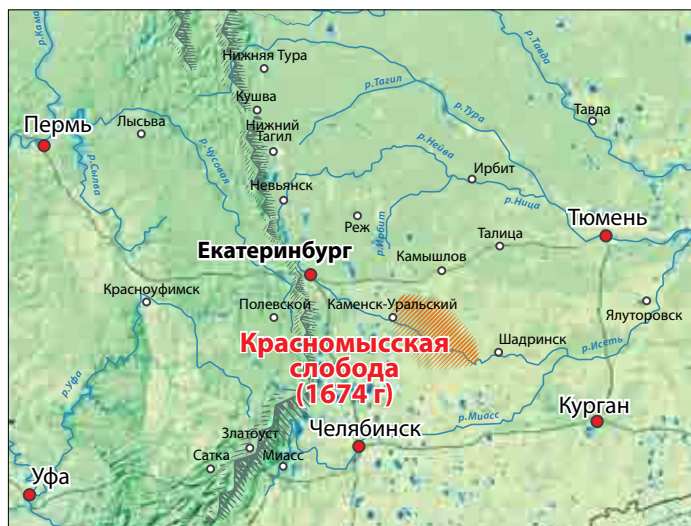 р.Кама
Нижняя Тура
р.Тавда
р.Тагил
Кушва
р.Тура
Тавда
Пермь
Лысьва
Нижний
Тагил
р.Чусовая
р.Нейва
р.Сылва
Ирбит
Невьянск
р.Ница
Реж
р.Ирбит
Тюмень
Талица
Екатеринбург
Камышлов
Красноуфимск
Полевской
Каменск-Уральский
Ялуторовск
Красномысская
слобода
(1674 г)
Шадринск
р.Исеть
р.Уфа
р.Миасс
Курган
Златоуст
Челябинск
Сатка
Миасс
Уфа